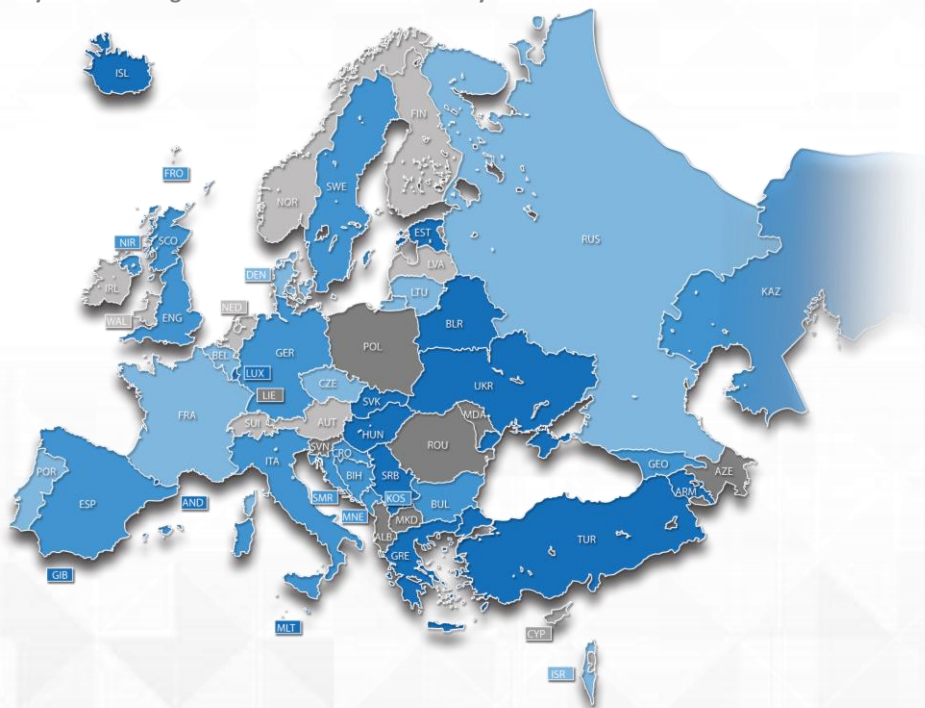 ISL
FIN
FRO
SWE
NOR
RUS
EST
NIR
SCO
DEN
LVA
KAZ
IRL
LTU
NED
WAL
ENG
BLR
POL
GER
BEL
LUX
UKR
CZE
LIE
SVK
FRA
MDA
SUI
AUT
HUN
ROU
SVN
CRO
ITA
GEO
AZE
POR
BIH
SRB
ARM
ESP
AND
SMR
KOS
BUL
MNE
MKD
ALB
TUR
GRE
GIB
MLT
CYP
ISR